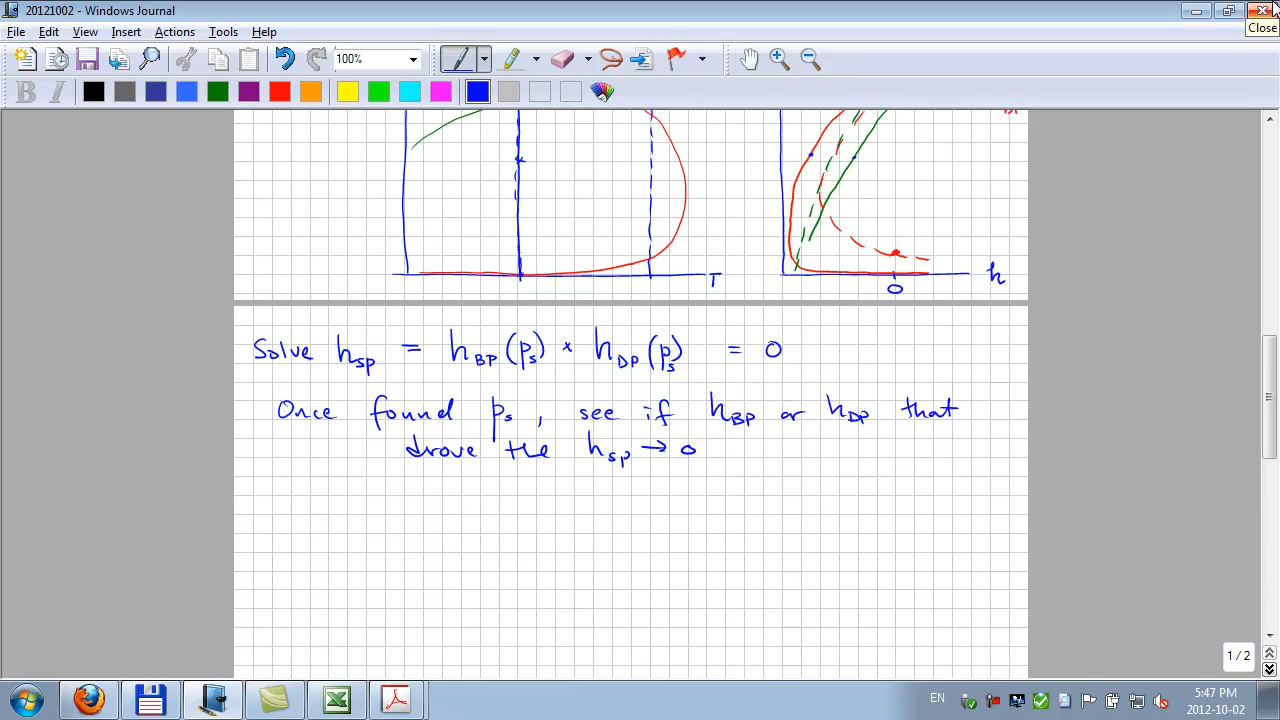 20121002 - Windows Journal
Close
File Edit View Insert Actions Tools Help
100%
B I
T
h
0
Solve h_sp = h_BP (p_s) × h_DP (p_s) = 0
Once found p_s , see if h_BP or h_DP that
drove the h_sp → 0
1 / 2
EN
5:47 PM
2012-10-02